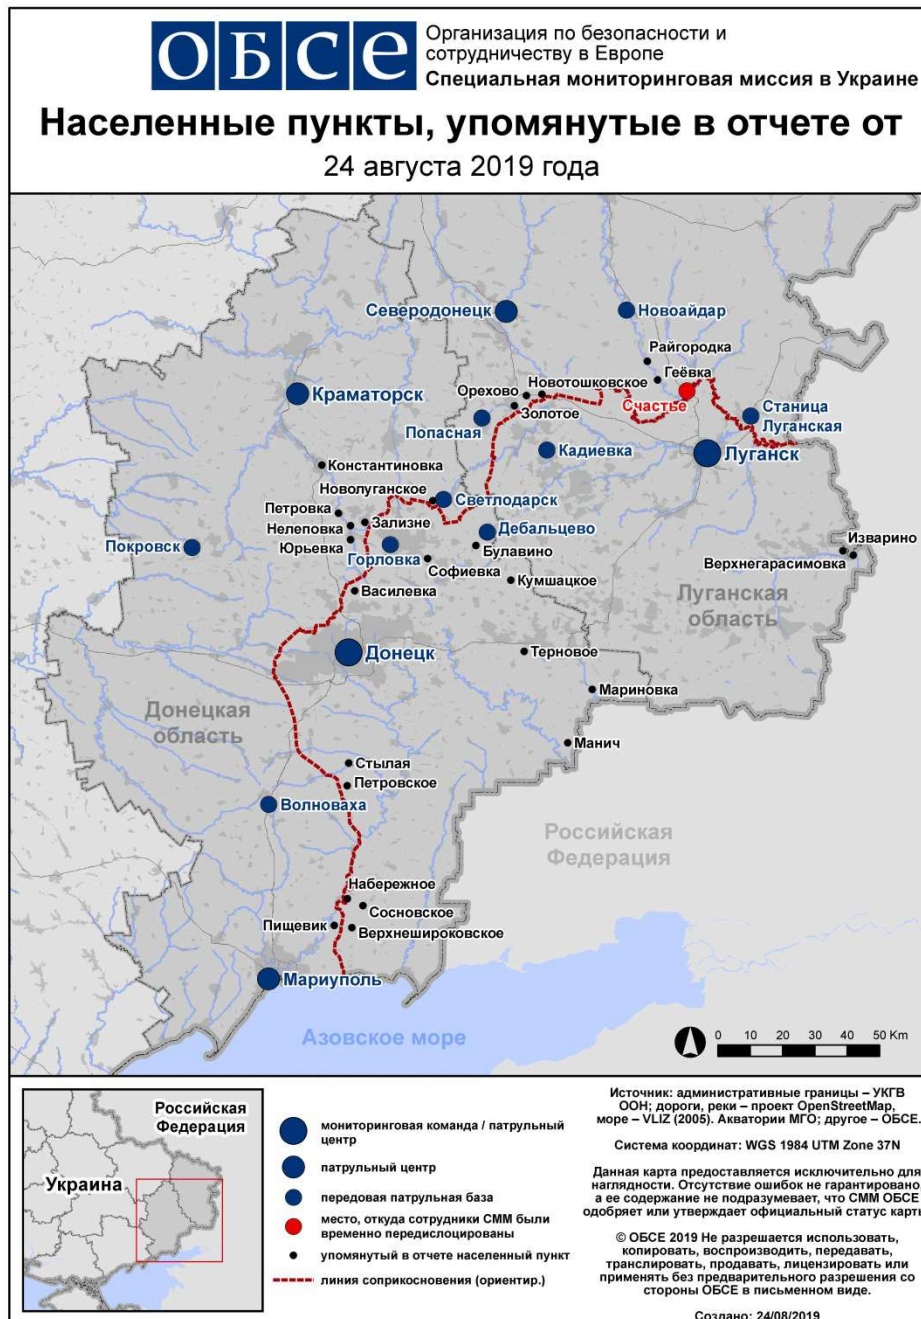 ОБСЕ
Организация по безопасности и
сотрудничеству в Европе
Специальная мониторинговая миссия в Украине
Населенные пункты, упомянутые в отчете от
24 августа 2019 года
Северодонецк
Новоайдар
Райгородка
Геёвка
Краматорск
Орехово
Новотошковское
Золотое
Счастье
Станица
Луганская
Попасная
Кадиевка
Луганск
Константиновка
Новолуганское
Светлодарск
Петровка
Зализне
Нелеповка
Дебальцево
Юрьевка
Покровск
Горловка
Булавино
Изварино
Софиевка
Верхнегарасимовка
Кумшацкое
Василевка
Луганская
область
Донецк
Терновое
Мариновка
Донецкая
область
Манич
Стылая
Петровское
Волноваха
Российская
Федерация
Набережное
Сосновское
Пищевик
Верхнешироковское
Мариуполь
Азовское море
0 10 20 30 40 50 Km
Российская
Федерация
Украина
мониторинговая команда / патрульный
центр
патрульный центр
передовая патрульная база
место, откуда сотрудники СММ были
временно передислоцированы
упомянутый в отчете населенный пункт
линия соприкосновения (ориентир.)
Источник: административные границы – УКГВ
ООН; дороги, реки – проект OpenStreetMap,
море – VLIZ (2005). Акватории МГО; другое – ОБСЕ.
Система координат: WGS 1984 UTM Zone 37N
Данная карта предоставляется исключительно для
наглядности. Отсутствие ошибок не гарантировано,
а ее содержание не подразумевает, что СММ ОБСЕ
одобряет или утверждает официальный статус карты
© ОБСЕ 2019 Не разрешается использовать,
копировать, воспроизводить, передавать,
транслировать, продавать, лицензировать или
применять без предварительного разрешения со
стороны ОБСЕ в письменном виде.
Создано: 24/08/2019